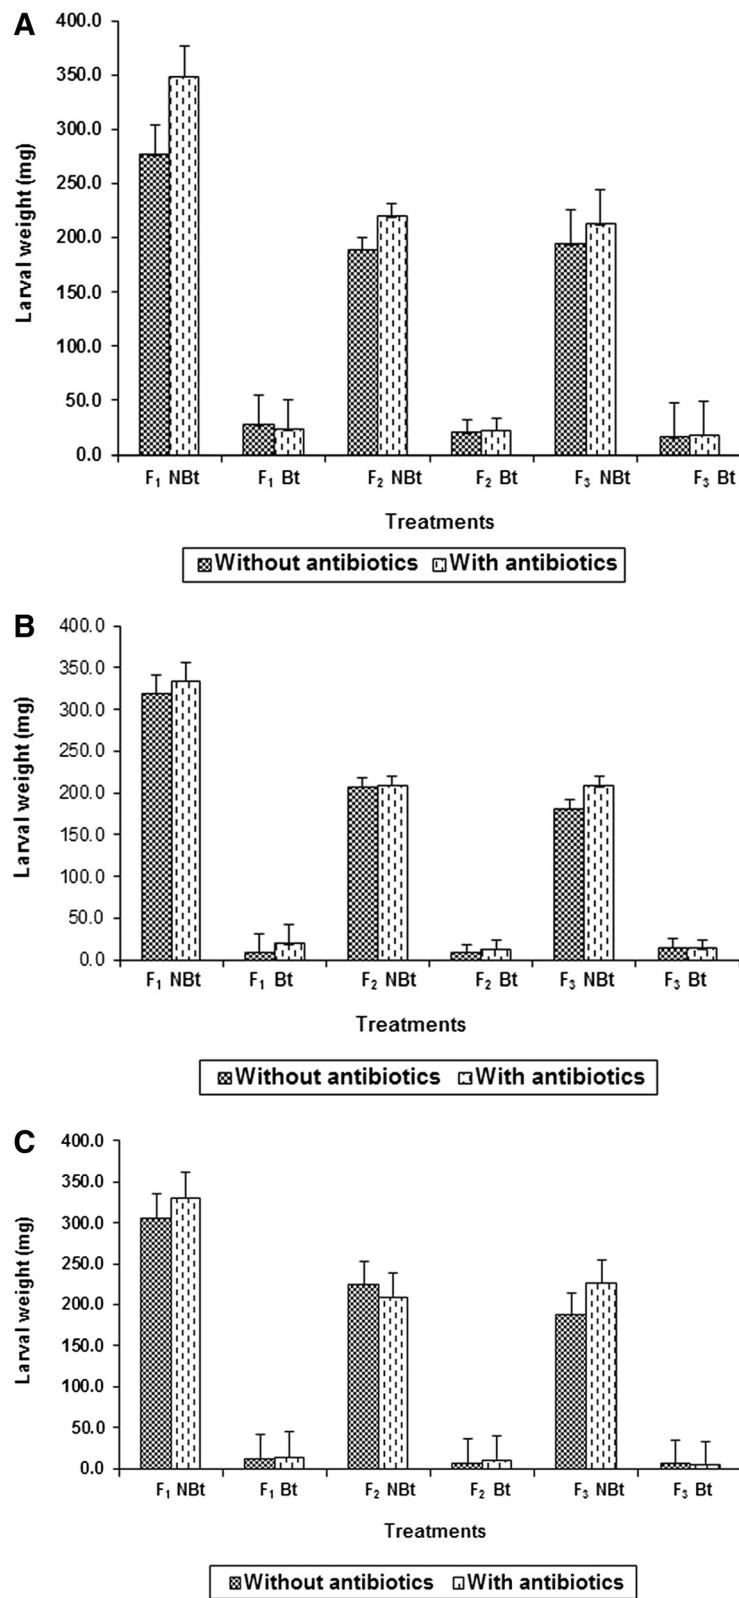 A
400.0
350.0
300.0
250.0
200.0
150.0
100.0
50.0
0.0
Larval weight (mg)
F₁ NBt F₁ Bt F₂ NBt F₂ Bt F₃ NBt F₃ Bt
Treatments
Without antibiotics With antibiotics
B
400.0
350.0
300.0
250.0
200.0
150.0
100.0
50.0
0.0
Larval weight (mg)
F₁ NBt F₁ Bt F₂ NBt F₂ Bt F₃ NBt F₃ Bt
Treatments
Without antibiotics With antibiotics
C
400.0
350.0
300.0
250.0
200.0
150.0
100.0
50.0
0.0
Larval weight (mg)
F₁ NBt F₁ Bt F₂ NBt F₂ Bt F₃ NBt F₃ Bt
Treatments
Without antibiotics With antibiotics